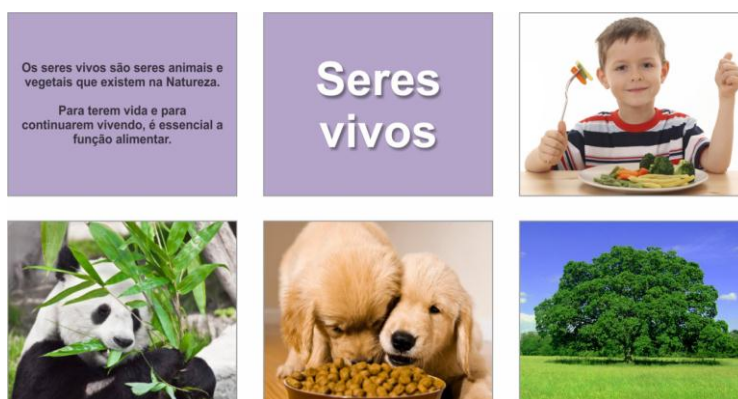 Os seres vivos são seres animais e
vegetais que existem na Natureza.
Para terem vida e para
continuarem vivendo, é essencial a
função alimentar.
Seres
vivos